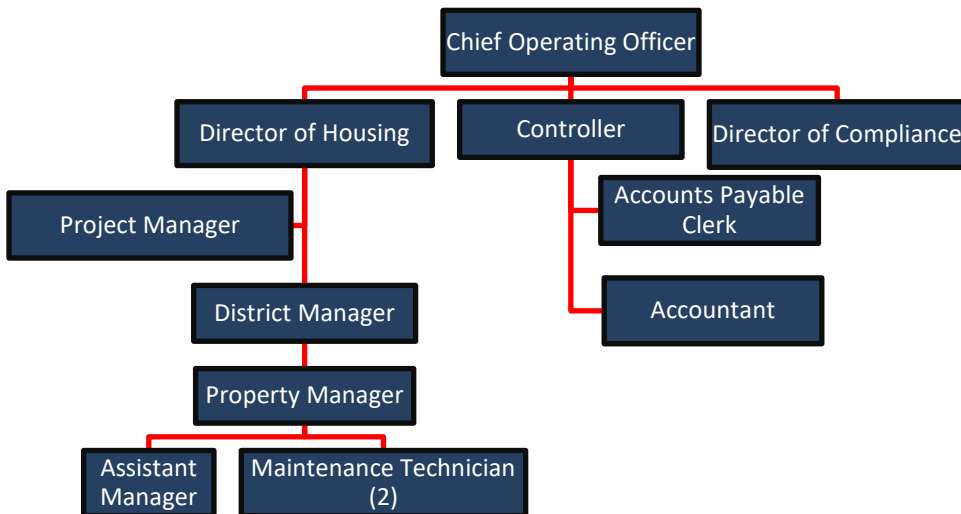 Chief Operating Officer
Director of Housing
Controller
Director of Compliance
Project Manager
Accounts Payable
Clerk
District Manager
Accountant
Property Manager
Assistant
Manager
Maintenance Technician
(2)